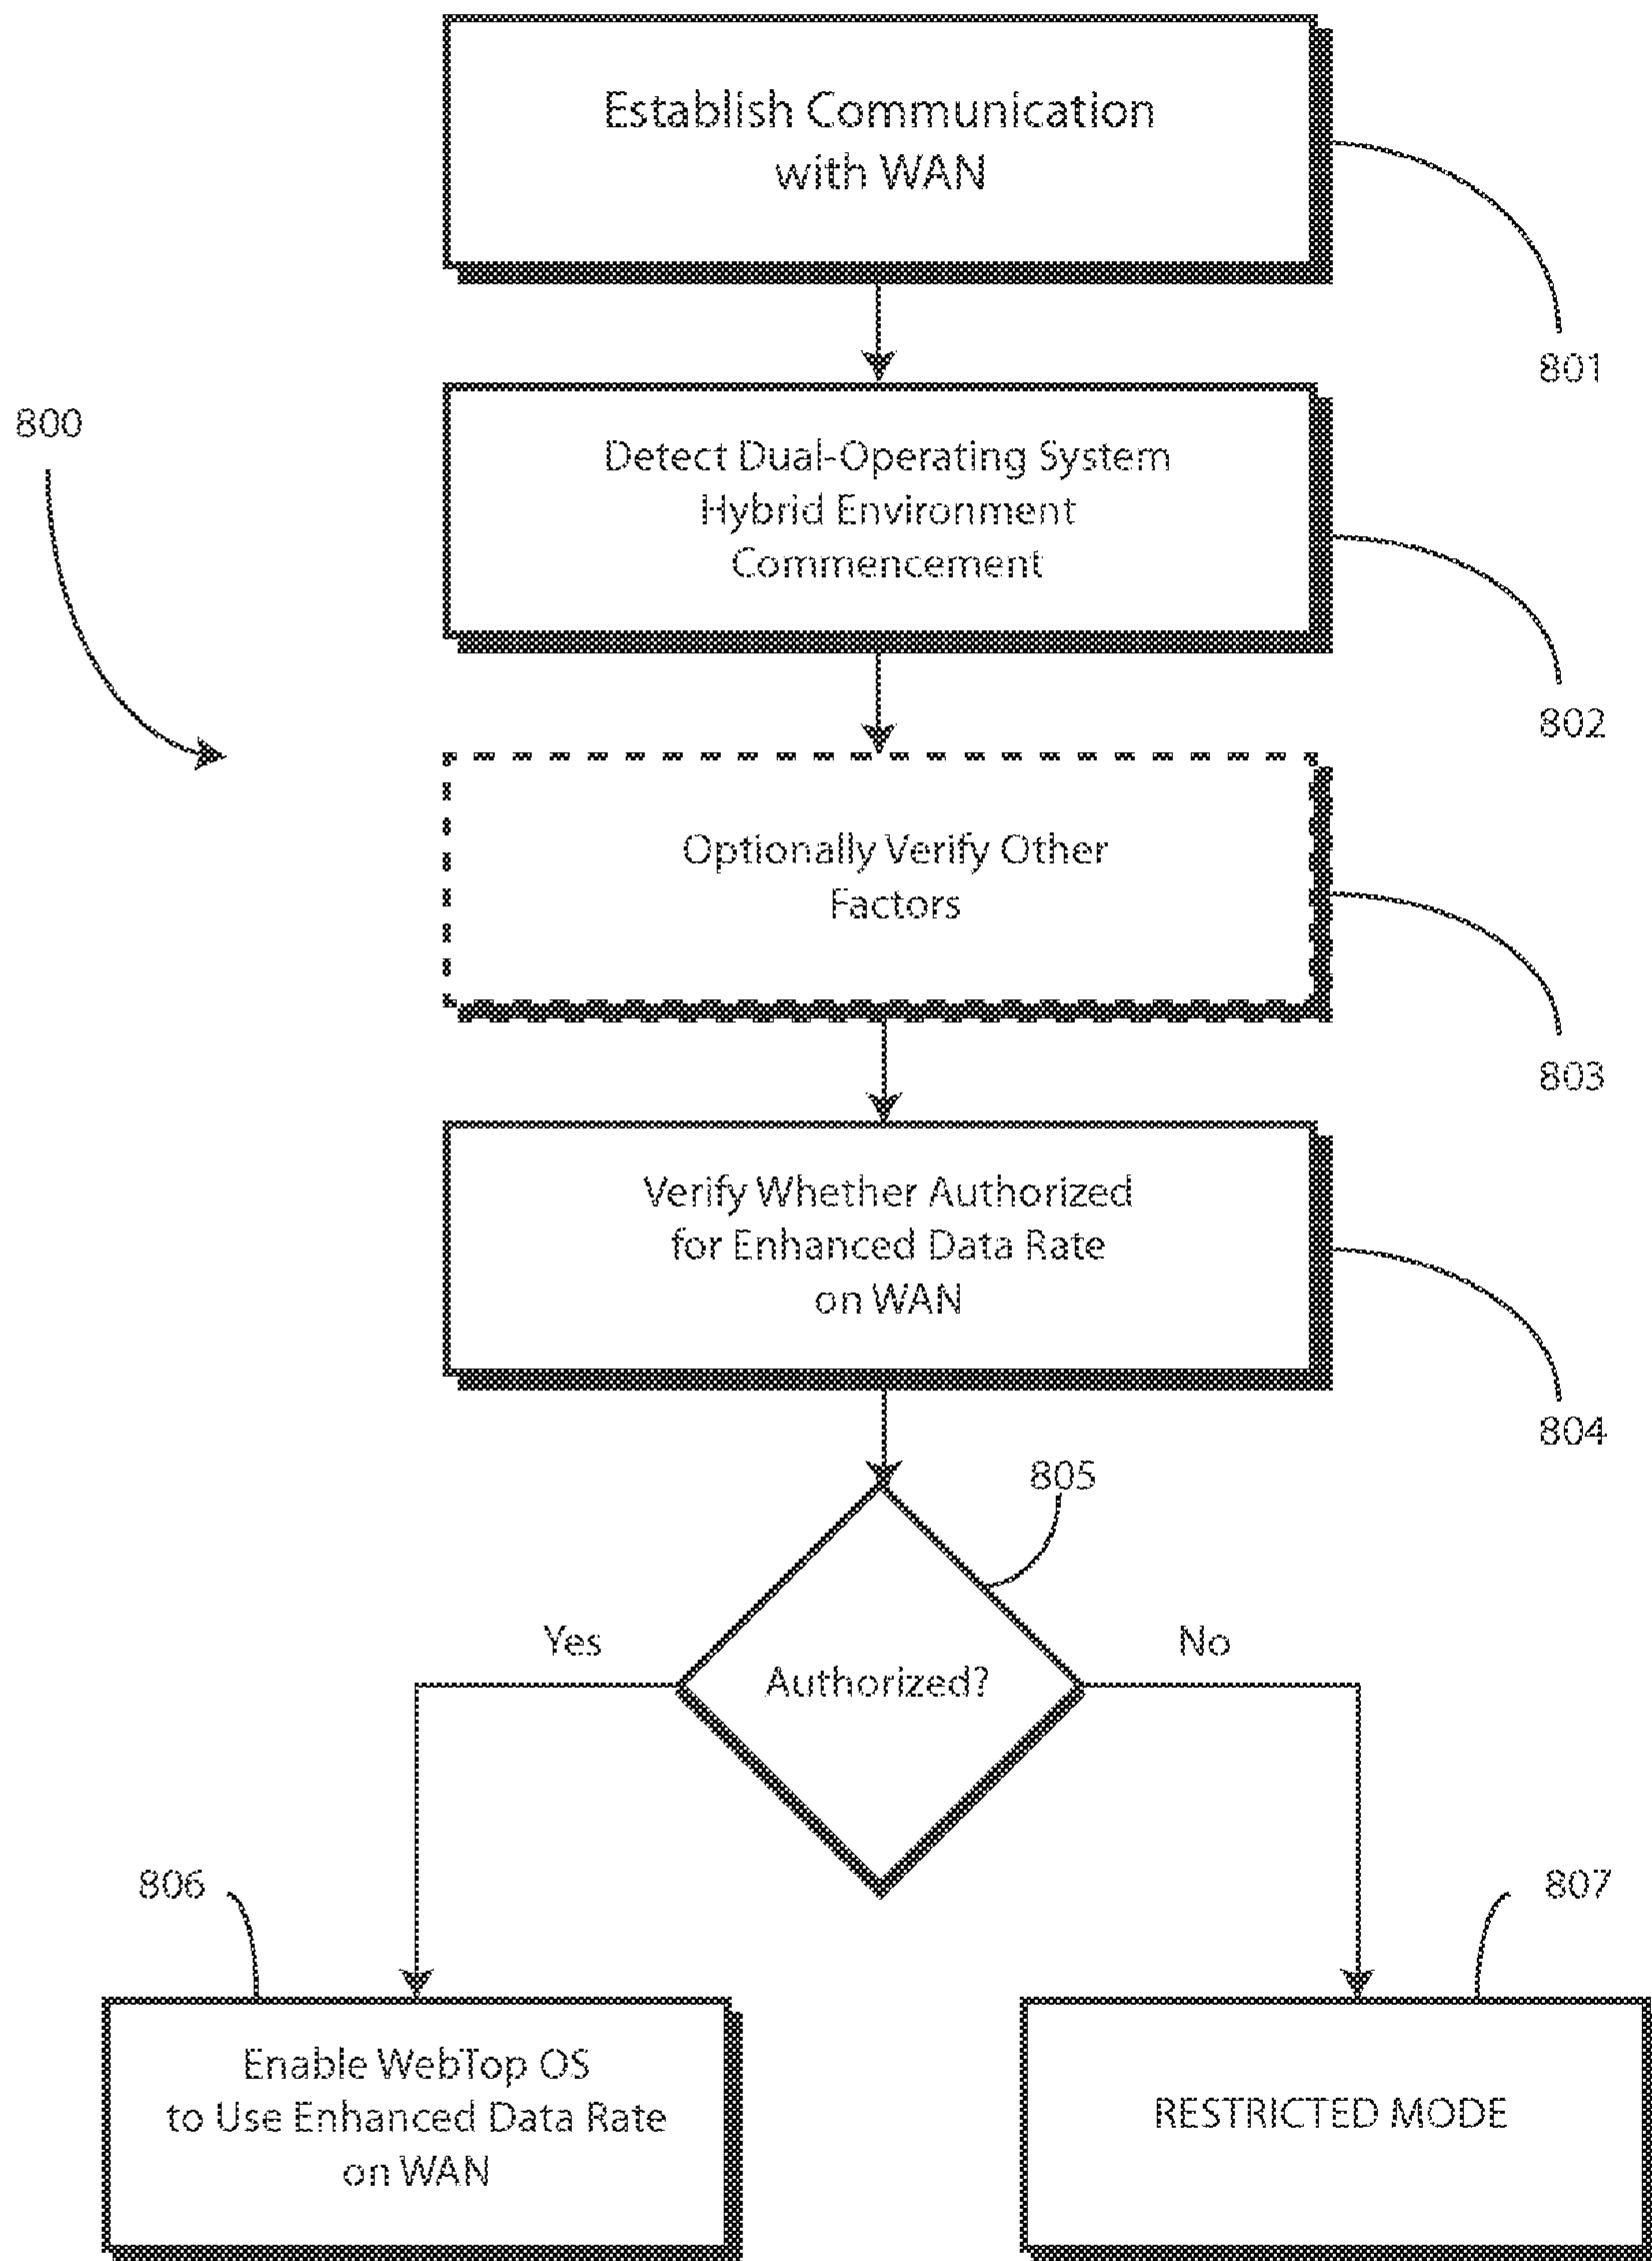 Establish Communication
with WAN
801
800
Detect Dual-Operating System
Hybrid Environment
Commencement
802
Optionally Verify Other
Factors
803
Verify Whether Authorized
for Enhanced Data Rate
on WAN
804
805
Yes
No
Authorized?
806
807
Enable WebTop OS
to Use Enhanced Data Rate
on WAN
RESTRICTED MODE